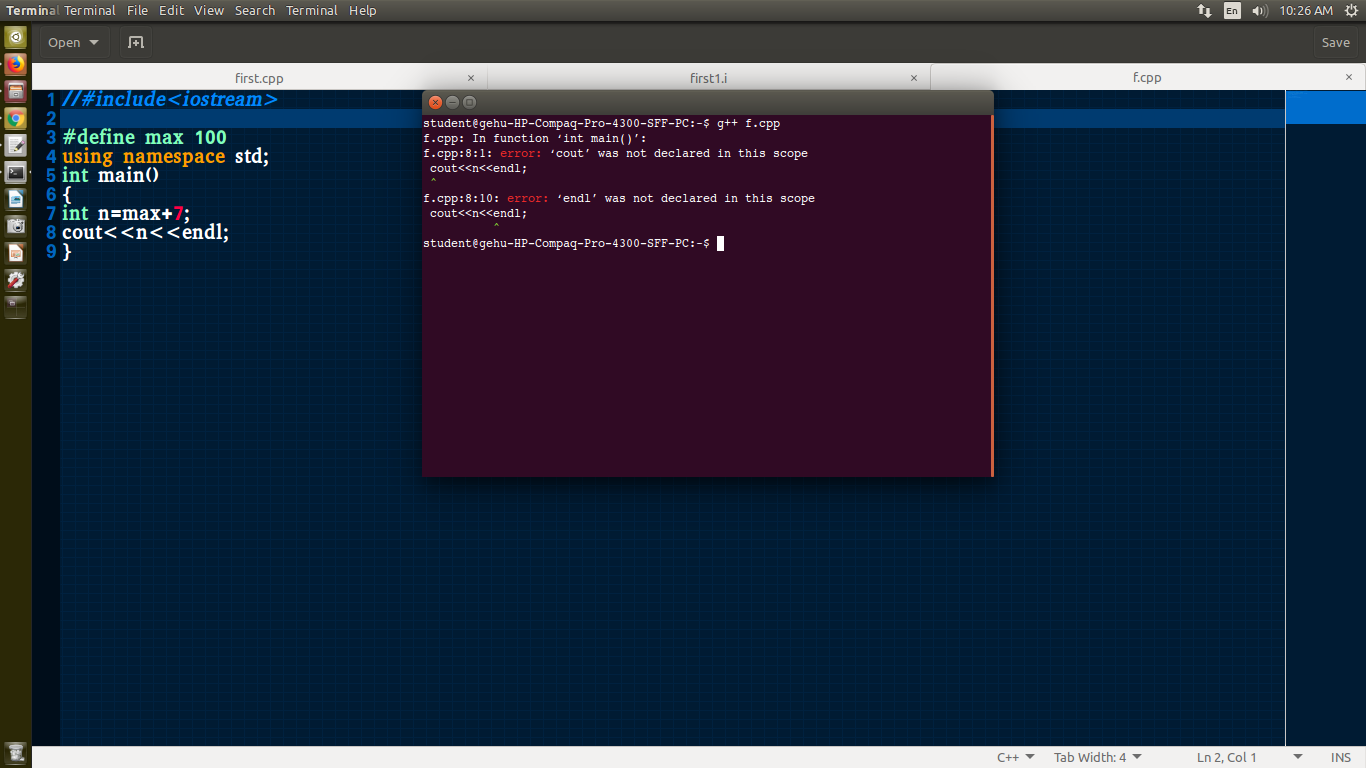 Terminal Terminal File Edit View Search Terminal Help En 10:26 AM
Open Save
first.cpp × first1.i × f.cpp ×
1 //#include<iostream>
2
3 #define max 100
4 using namespace std;
5 int main()
6 {
7 int n=max+7;
8 cout<<n<<endl;
9 }
student@gehu-HP-Compaq-Pro-4300-SFF-PC:~$ g++ f.cpp
f.cpp: In function ‘int main()’:
f.cpp:8:1: error: ‘cout’ was not declared in this scope
cout<<n<<endl;
^
f.cpp:8:10: error: ‘endl’ was not declared in this scope
cout<<n<<endl;
^
student@gehu-HP-Compaq-Pro-4300-SFF-PC:~$
C++ Tab Width: 4 Ln 2, Col 1 INS